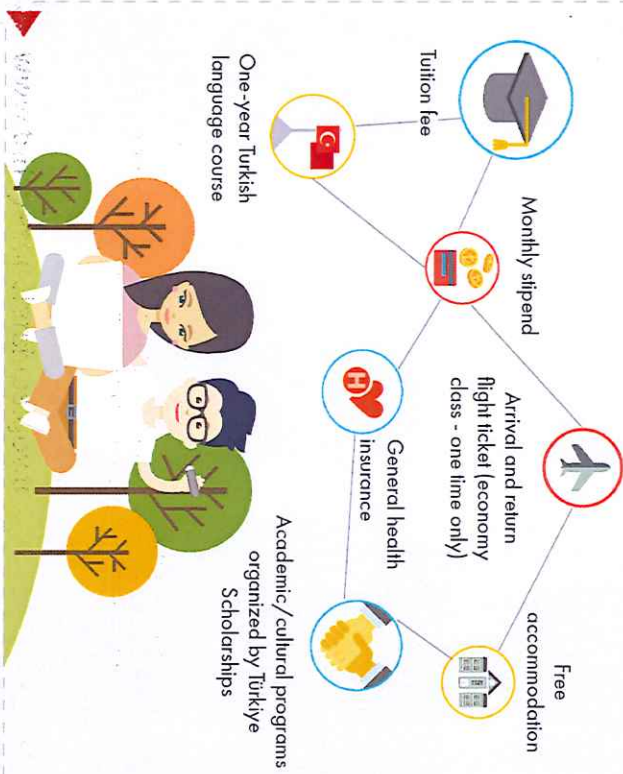 Free
accommodation
Monthly stipend
Arrival and return
flight ticket (economy
class - one time only)
Tuition fee
General health
insurance
H
Academic/cultural programs
organized by Türkiye
Scholarships
One-year Turkish
language course